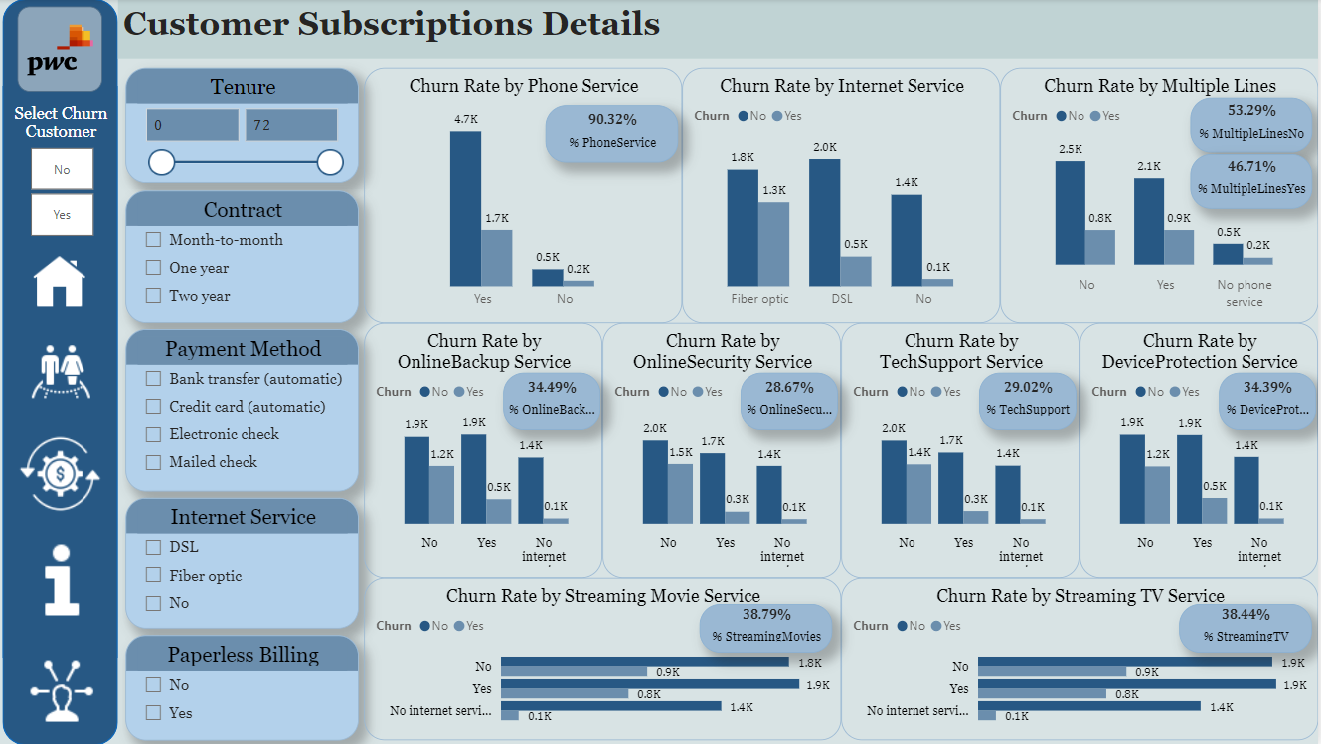 Customer Subscriptions Details
pwc
Select Churn
Customer
No
Yes
Tenure
0
72
Contract
Month-to-month
One year
Two year
Payment Method
Bank transfer (automatic)
Credit card (automatic)
Electronic check
Mailed check
Internet Service
DSL
Fiber optic
No
Paperless Billing
No
Yes
Churn Rate by Phone Service
90.32%
% PhoneService
4.7K
1.7K
0.5K
0.2K
Yes
No
Churn Rate by Internet Service
Churn No Yes
1.8K
1.3K
2.0K
0.5K
1.4K
0.1K
Fiber optic
DSL
No
Churn Rate by Multiple Lines
Churn No Yes
53.29%
% MultipleLinesNo
46.71%
% MultipleLinesYes
2.5K
0.8K
2.1K
0.9K
0.5K
0.2K
No
Yes
No phone
service
Churn Rate by
OnlineBackup Service
Churn No Yes
34.49%
% OnlineBack...
1.9K
1.2K
1.9K
0.5K
1.4K
0.1K
No
Yes
No
internet
Churn Rate by
OnlineSecurity Service
Churn No Yes
28.67%
% OnlineSecu...
2.0K
1.5K
1.7K
0.3K
1.4K
0.1K
No
Yes
No
internet
Churn Rate by
TechSupport Service
Churn No Yes
29.02%
% TechSupport
2.0K
1.4K
1.7K
0.3K
1.4K
0.1K
No
Yes
No
internet
Churn Rate by
DeviceProtection Service
Churn No Yes
34.39%
% DeviceProt...
1.9K
1.2K
1.9K
0.5K
1.4K
0.1K
No
Yes
No
internet
Churn Rate by Streaming Movie Service
Churn No Yes
38.79%
% StreamingMovies
No
1.8K
0.9K
Yes
1.9K
0.8K
No internet servi...
1.4K
0.1K
Churn Rate by Streaming TV Service
Churn No Yes
38.44%
% StreamingTV
No
1.9K
0.9K
Yes
1.9K
0.8K
No internet servi...
1.4K
0.1K